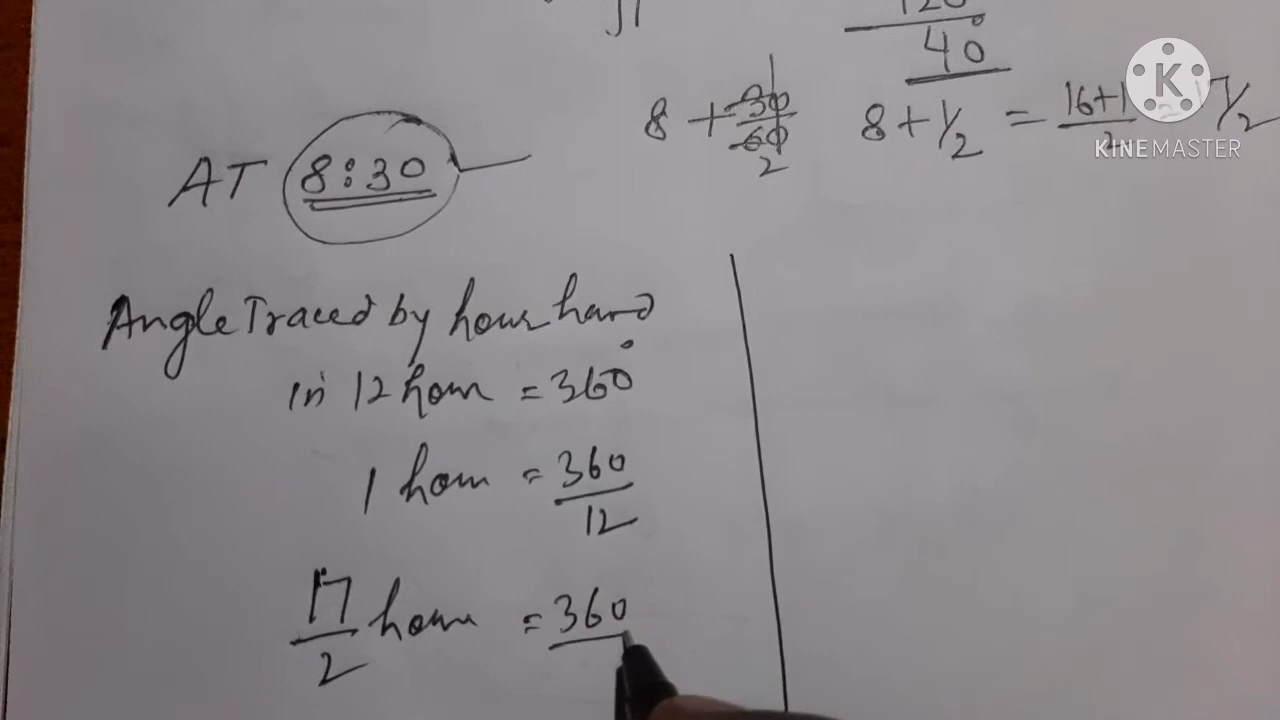 120
40°
8 + 30/60 1 2 8 + 1/2 = 16+1/2 = 17/2
KINEMASTER
AT 8:30
Angle Traced by hour hand
in 12 hour = 360°
1 hour = 360/12
17/2 hour = 360